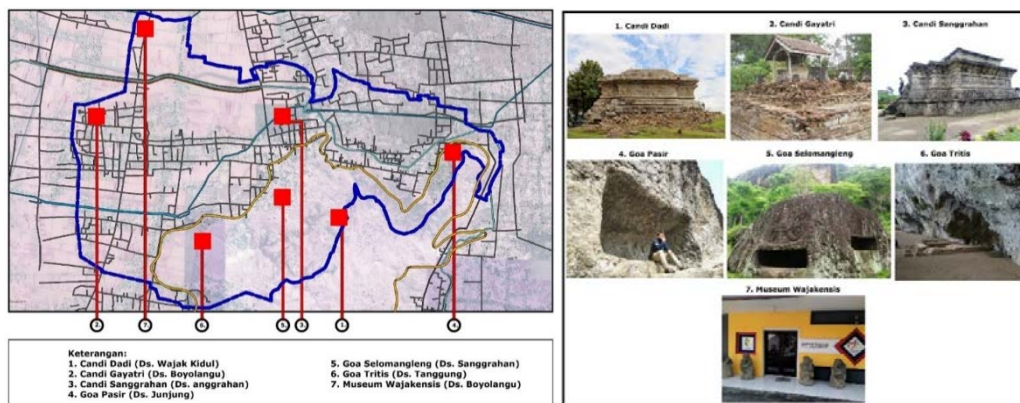 2
7
6
5
3
1
4
Keterangan:
1. Candi Dadi (Ds. Wajak Kidul)
2. Candi Gayatri (Ds. Boyolangu)
3. Candi Sanggrahan (Ds. anggrahan)
4. Goa Pasir (Ds. Junjung)
5. Goa Selomangleng (Ds. Sanggrahan)
6. Goa Tritis (Ds. Tanggung)
7. Museum Wajakensis (Ds. Boyolangu)
1. Candi Dadi
2. Candi Gayatri
3. Candi Sanggrahan
4. Goa Pasir
5. Goa Selomangleng
6. Goa Tritis
7. Museum Wajakensis